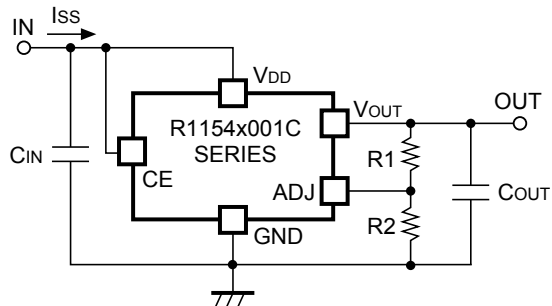 IN
ISS
VDD
R1154x001C
SERIES
VOUT
OUT
CIN
CE
R1
ADJ
COUT
R2
GND